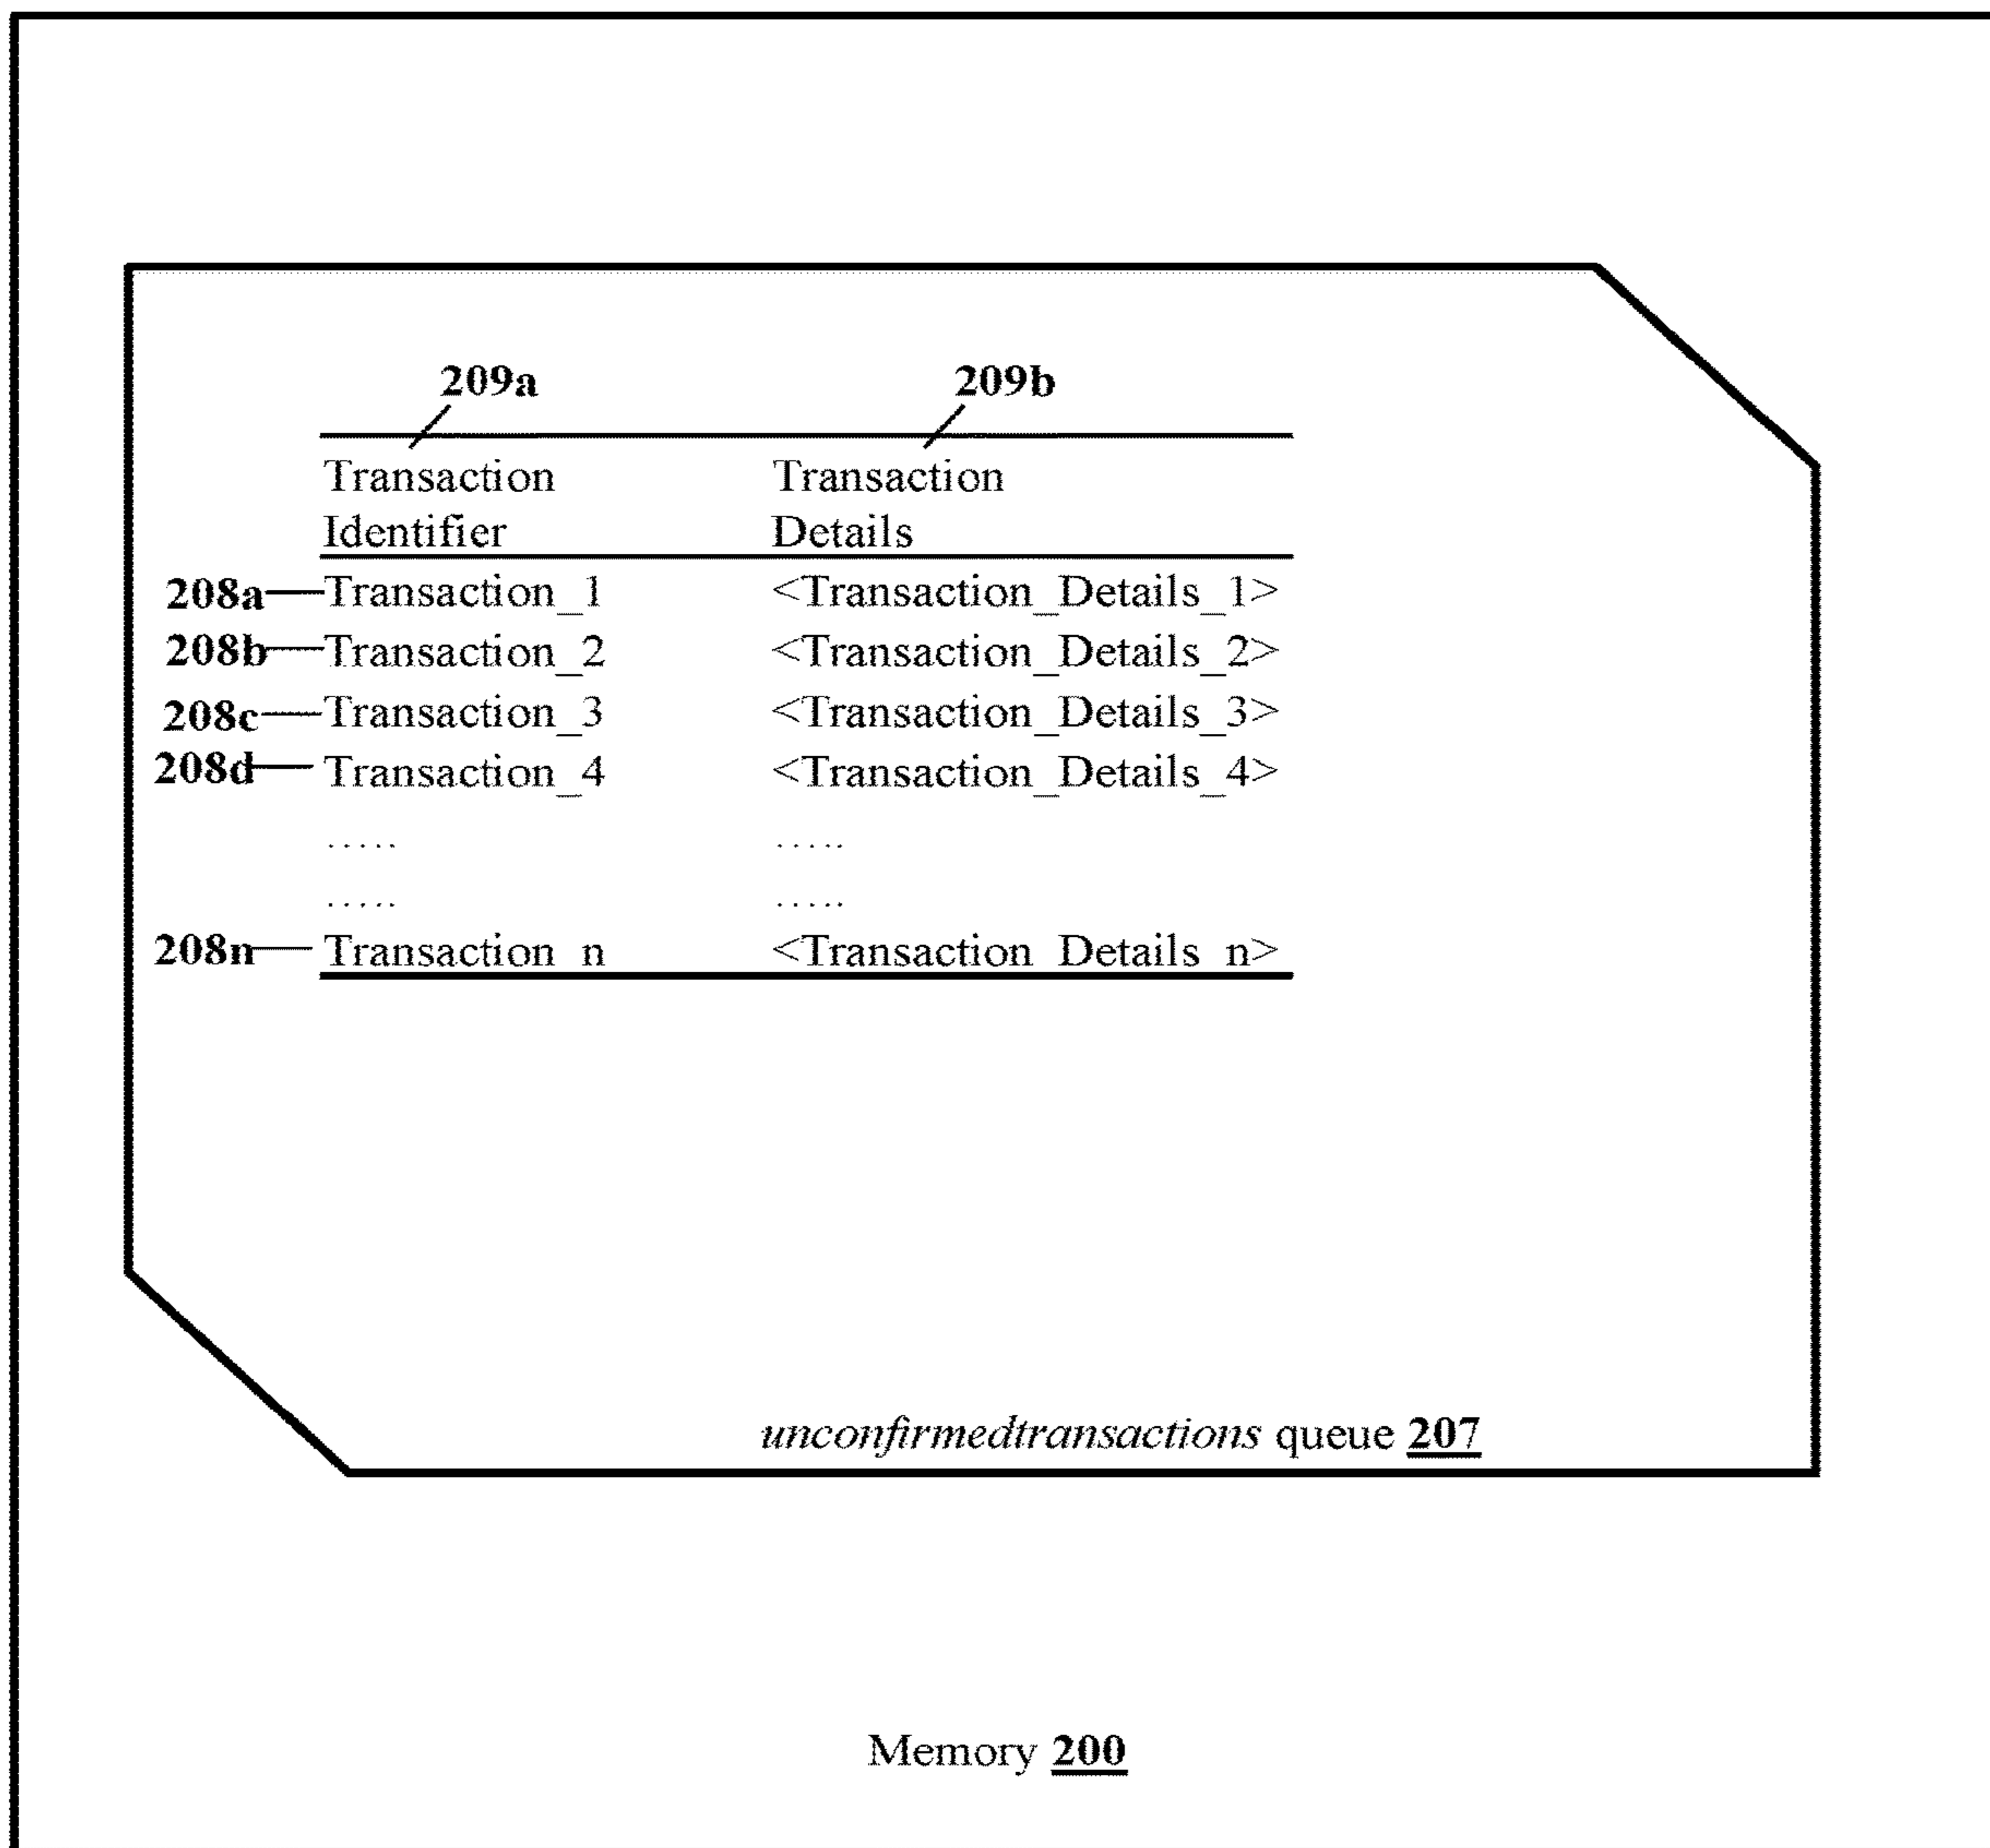 209a 209b
Transaction Transaction
Identifier Details
208a Transaction_1 <Transaction_Details_1>
208b Transaction_2 <Transaction_Details_2>
208c Transaction_3 <Transaction_Details_3>
208d Transaction_4 <Transaction_Details_4>
..... .....
..... .....
208n Transaction_n <Transaction_Details_n>
unconfirmedtransactions queue 207
Memory 200